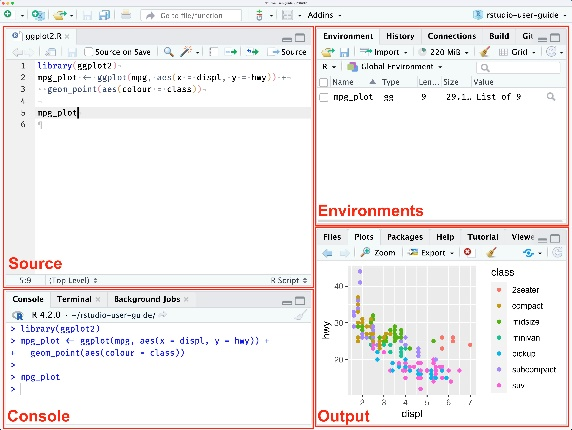 Go to file/function
Addins
rstudio-user-guide
ggplot2.R
Source on Save
Source
1 library(ggplot2)
2 mpg_plot <- ggplot(mpg, aes(x = displ, y = hwy)) +
3 geom_point(aes(colour = class))
4
5 mpg_plot
6
Source
5:9 (Top Level) R Script
Console Terminal Background Jobs
R 4.2.0 · ~/rstudio-user-guide/
> library(ggplot2)
> mpg_plot <- ggplot(mpg, aes(x = displ, y = hwy)) +
+ geom_point(aes(colour = class))
>
> mpg_plot
>
Console
Environment History Connections Build Git
Import 220 MiB Grid
R Global Environment
Name Type Len... Size Value
mpg_plot gg 9 29.1... List of 9
Environments
Files Plots Packages Help Tutorial Viewe
Zoom Export
class
2seater
compact
midsize
minivan
pickup
subcompact
suv
40
30
20
hwy
2 3 4 5 6 7
displ
Output